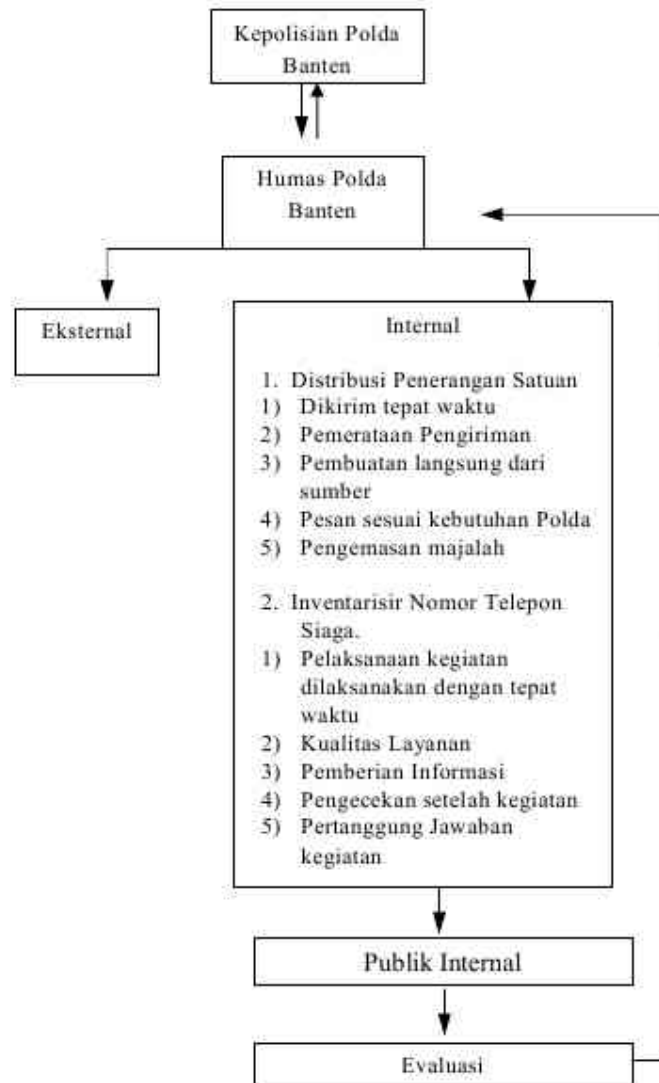 Kepolisian Polda
Banten
Humas Polda
Banten
Eksternal
Internal
1. Distribusi Penerangan Satuan
1) Dikirim tepat waktu
2) Pemerataan Pengiriman
3) Pembuatan langsung dari
sumber
4) Pesan sesuai kebutuhan Polda
5) Pengemasan majalah
2. Inventarisir Nomor Telepon
Siaga.
1) Pelaksanaan kegiatan
dilaksanakan dengan tepat
waktu
2) Kualitas Layanan
3) Pemberian Informasi
4) Pengecekan setelah kegiatan
5) Pertanggung Jawaban
kegiatan
Publik Internal
Evaluasi